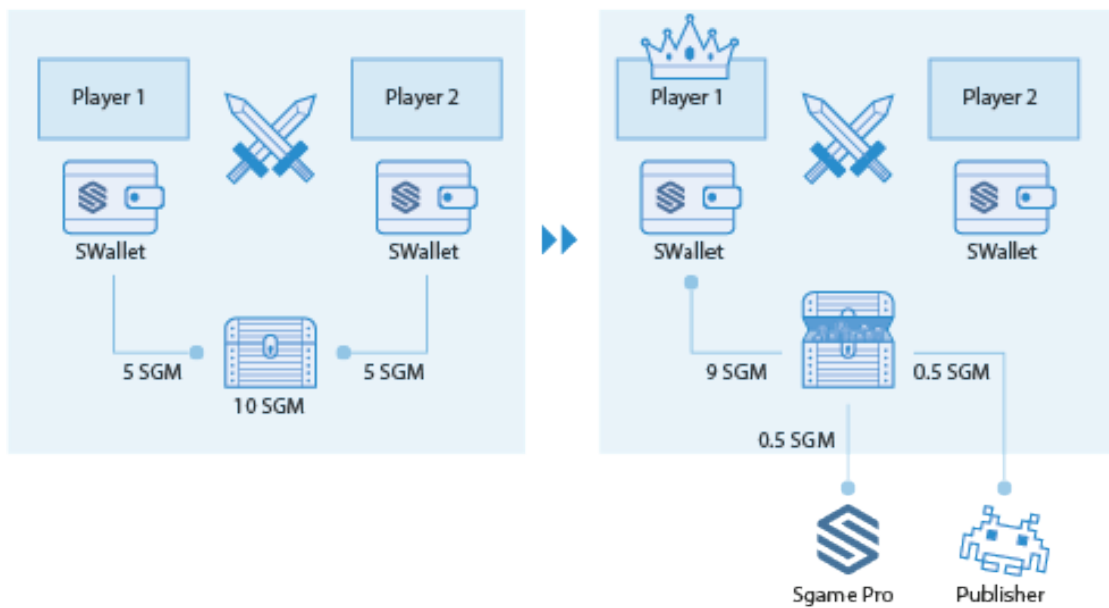 Player 1
Player 2
SWallet
SWallet
5 SGM
5 SGM
10 SGM
Player 1
Player 2
SWallet
SWallet
9 SGM
0.5 SGM
0.5 SGM
Sgame Pro
Publisher